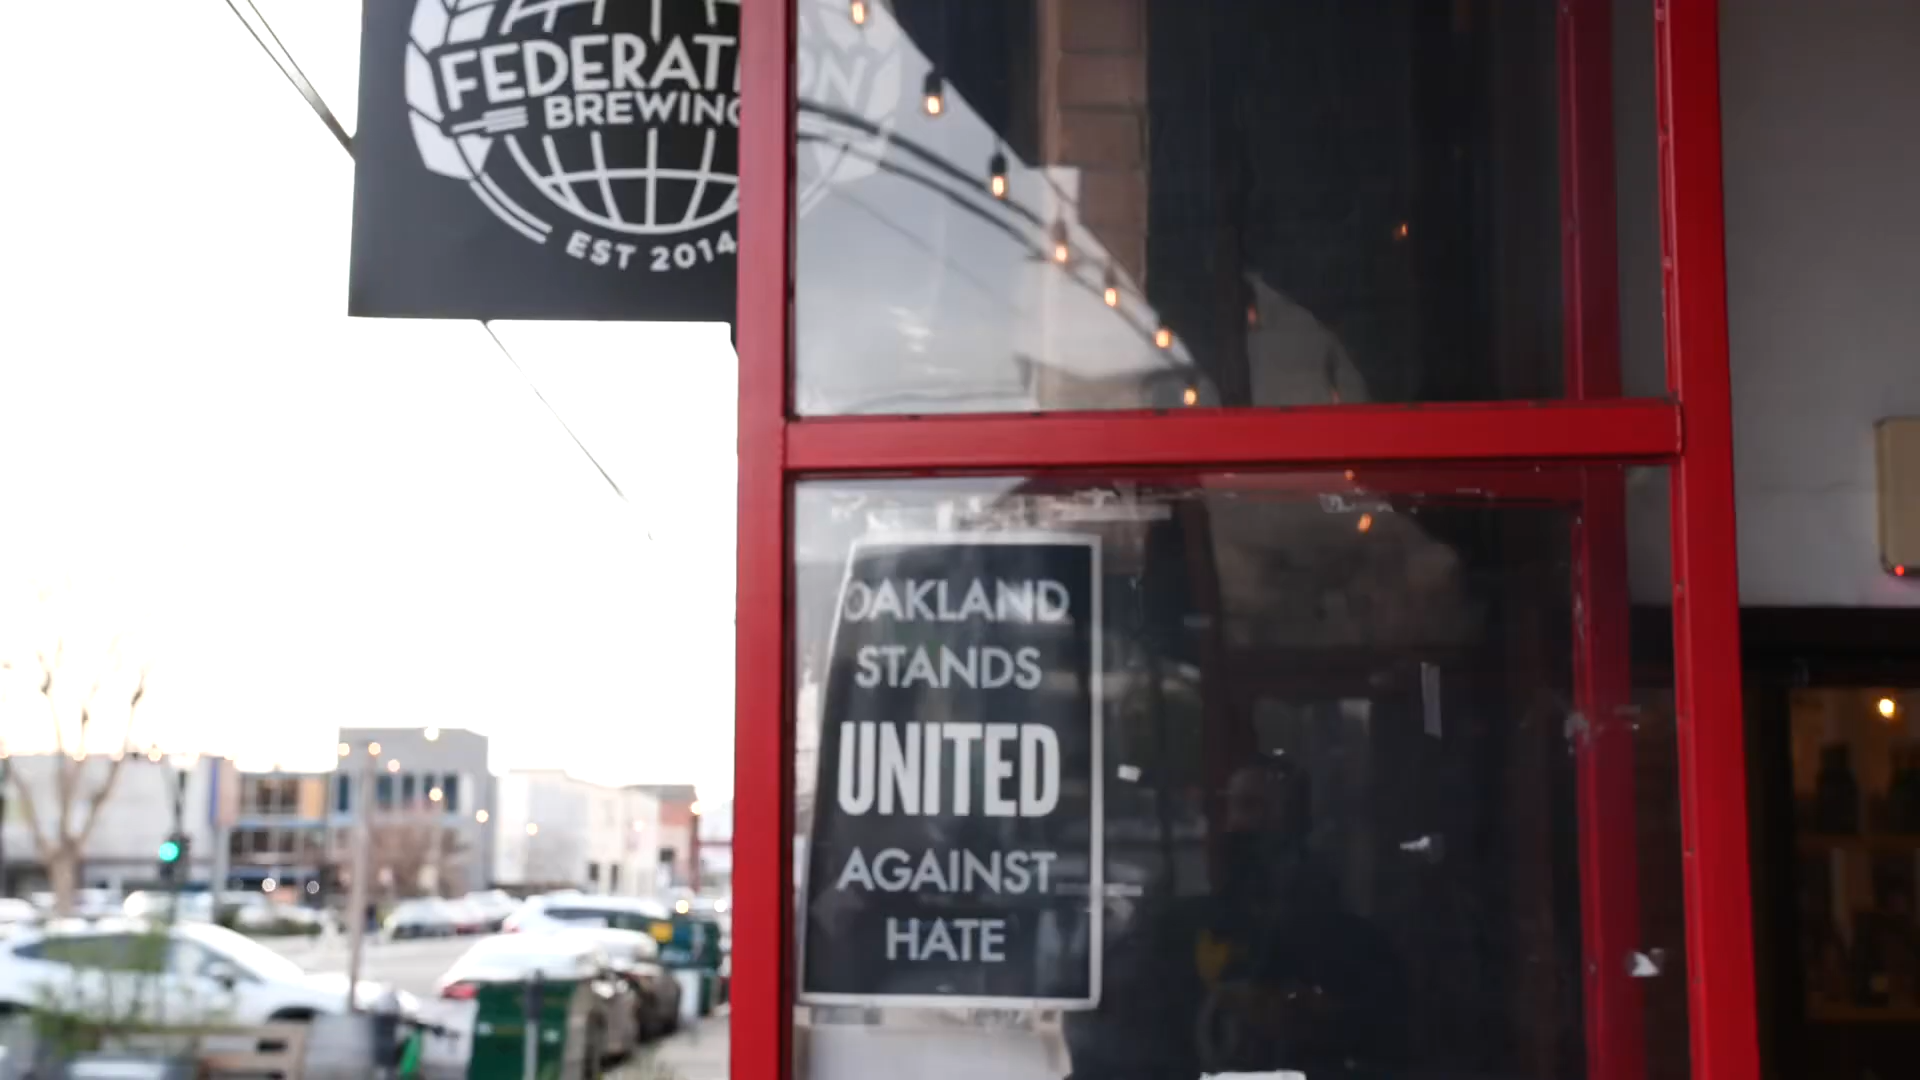 FEDERATION
BREWING
EST 2014
OAKLAND
STANDS
UNITED
AGAINST
HATE